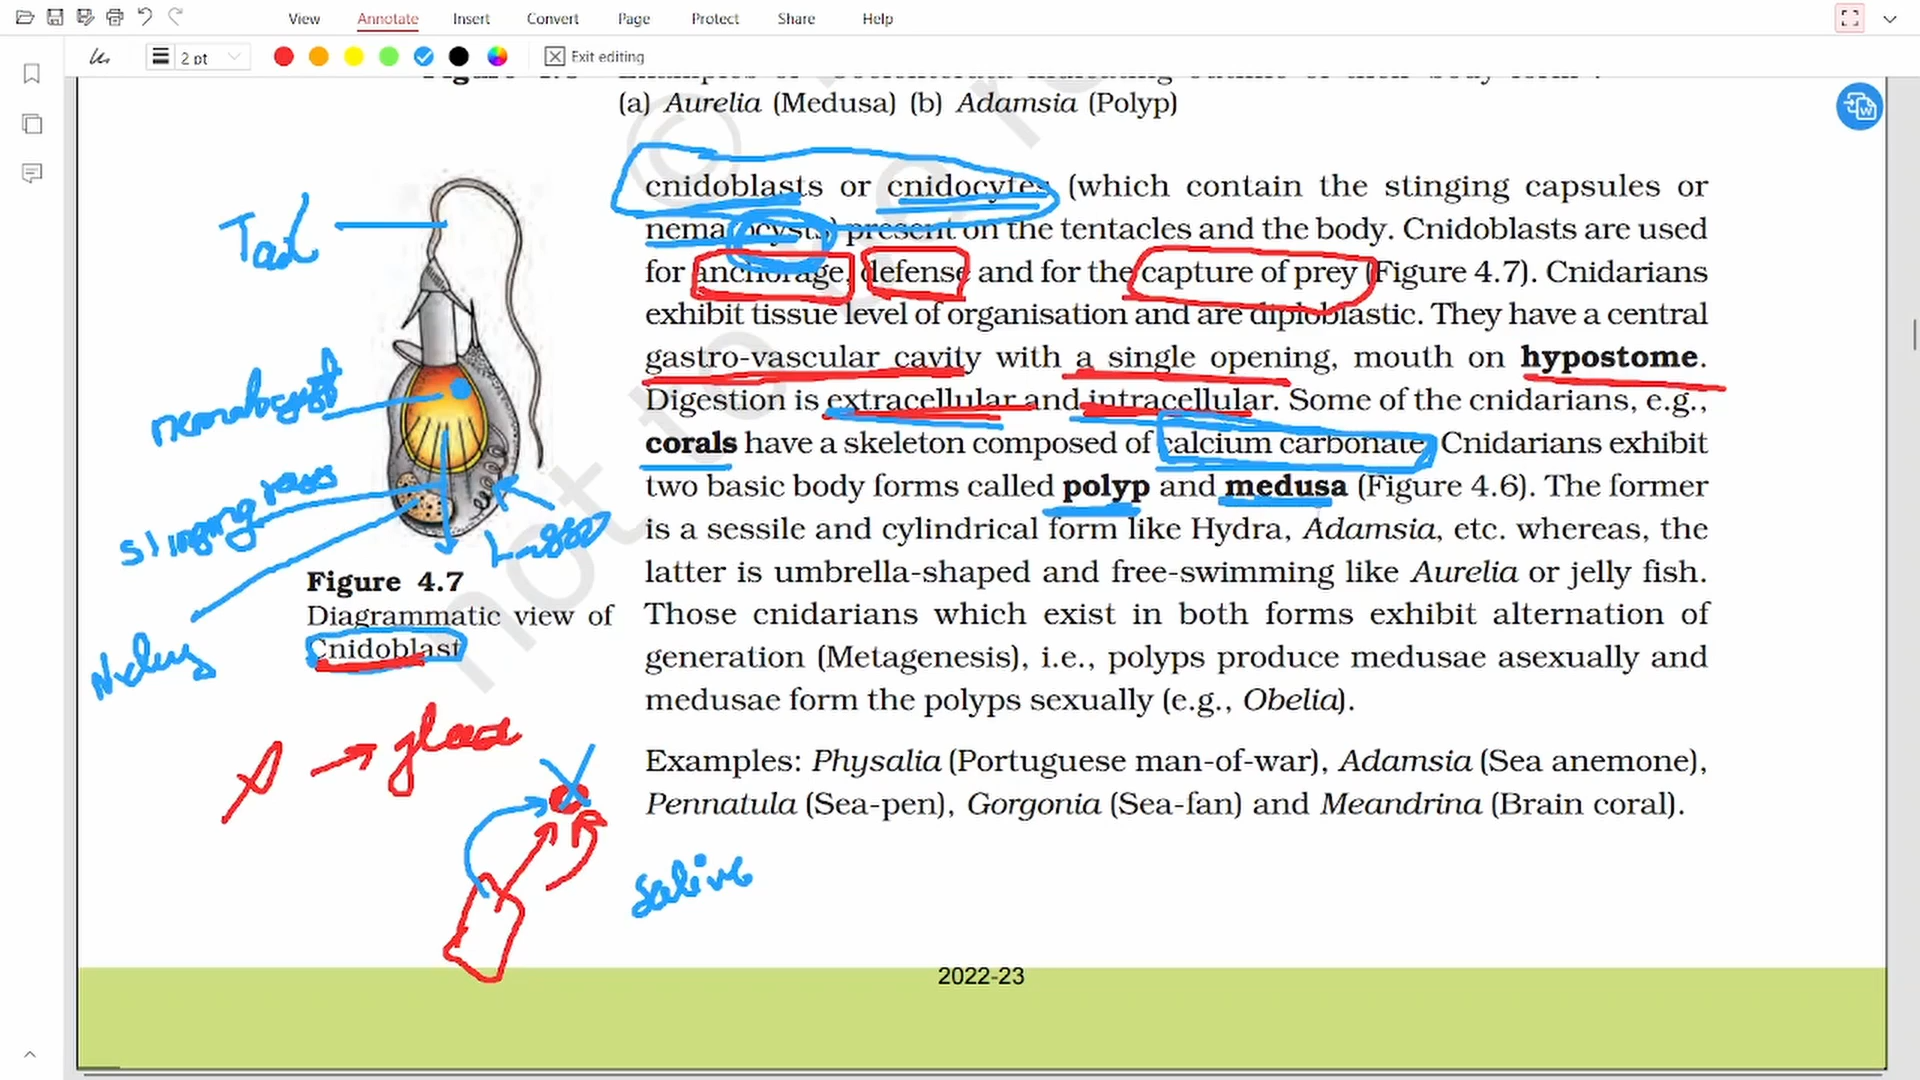 View Annotate Insert Convert Page Protect Share Help
2 pt Exit editing
(a) Aurelia (Medusa) (b) Adamsia (Polyp)
cnidoblasts or cnidocytes (which contain the stinging capsules or
nematocysts) present on the tentacles and the body. Cnidoblasts are used
for anchorage, defense and for the capture of prey (Figure 4.7). Cnidarians
exhibit tissue level of organisation and are diploblastic. They have a central
gastro-vascular cavity with a single opening, mouth on hypostome.
Digestion is extracellular and intracellular. Some of the cnidarians, e.g.,
corals have a skeleton composed of calcium carbonate. Cnidarians exhibit
two basic body forms called polyp and medusa (Figure 4.6). The former
is a sessile and cylindrical form like Hydra, Adamsia, etc. whereas, the
latter is umbrella-shaped and free-swimming like Aurelia or jelly fish.
Those cnidarians which exist in both forms exhibit alternation of
generation (Metagenesis), i.e., polyps produce medusae asexually and
medusae form the polyps sexually (e.g., Obelia).
Examples: Physalia (Portuguese man-of-war), Adamsia (Sea anemone),
Pennatula (Sea-pen), Gorgonia (Sea-fan) and Meandrina (Brain coral).
Tail
nematocyst
Lasso
Figure 4.7
Diagrammatic view of
Cnidoblast
not to be re
©
2022-23